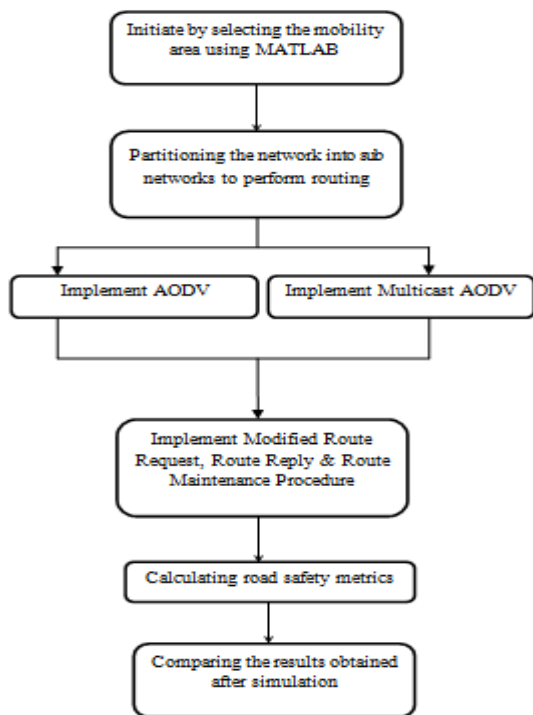 Initiate by selecting the mobility
area using MATLAB
Partitioning the network into sub
networks to perform routing
Implement AODV
Implement Multicast AODV
Implement Modified Route
Request, Route Reply & Route
Maintenance Procedure
Calculating road safety metrics
Comparing the results obtained
after simulation